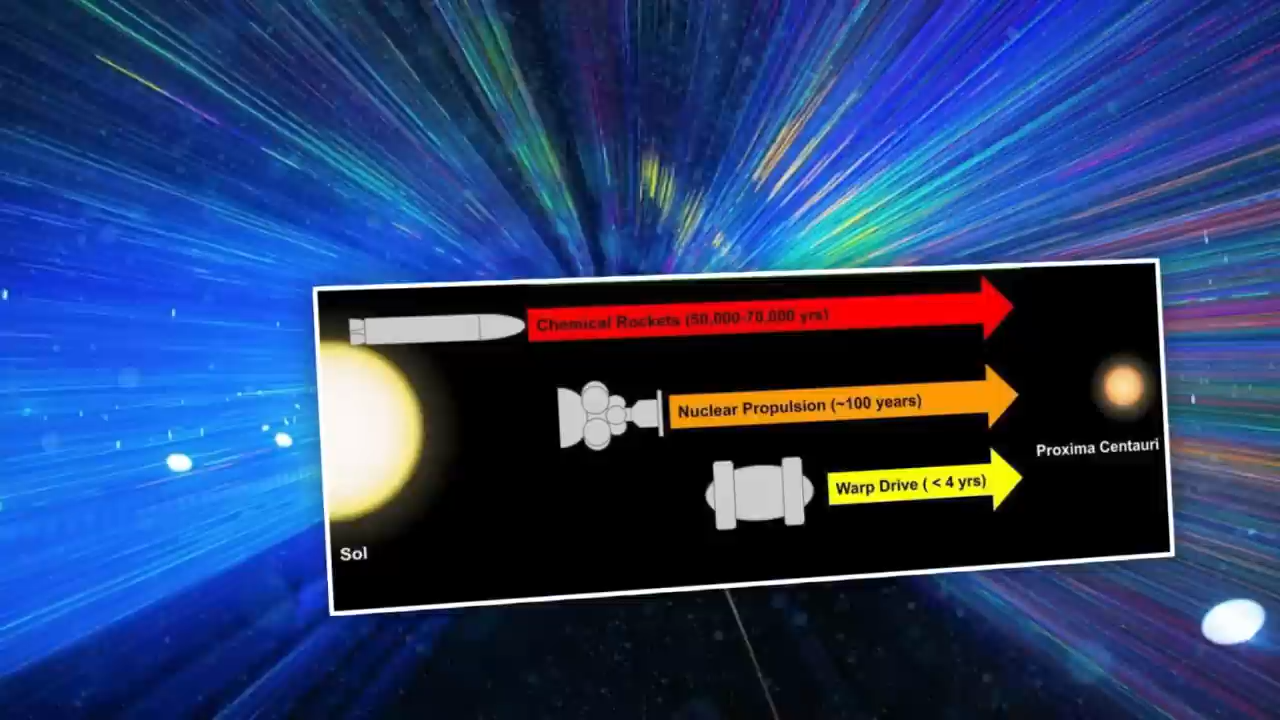 Chemical Rockets (50,000-70,000 yrs)
Nuclear Propulsion (~100 years)
Proxima Centauri
Warp Drive ( < 4 yrs)
Sol